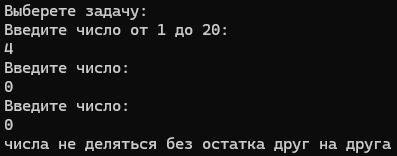 Выберете задачу:
Введите число от 1 до 20:
4
Введите число:
0
Введите число:
0
числа не деляться без остатка друг на друга